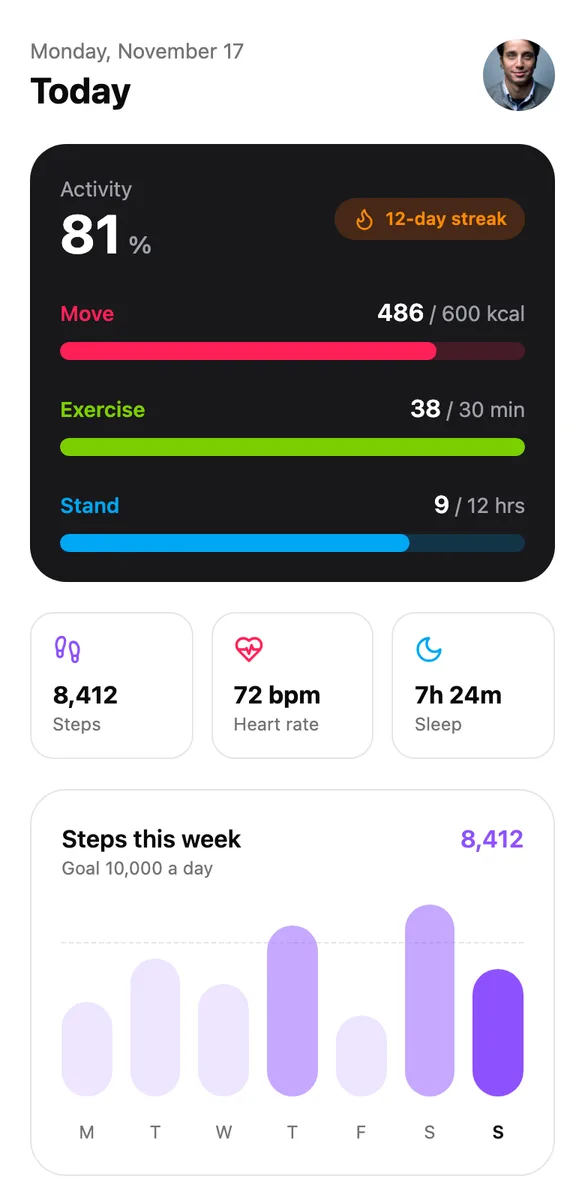 Monday, November 17
Today
Activity
81 %
12-day streak
Move
486 / 600 kcal
Exercise
38 / 30 min
Stand
9 / 12 hrs
8,412
Steps
72 bpm
Heart rate
7h 24m
Sleep
Steps this week
8,412
Goal 10,000 a day
M T W T F S S